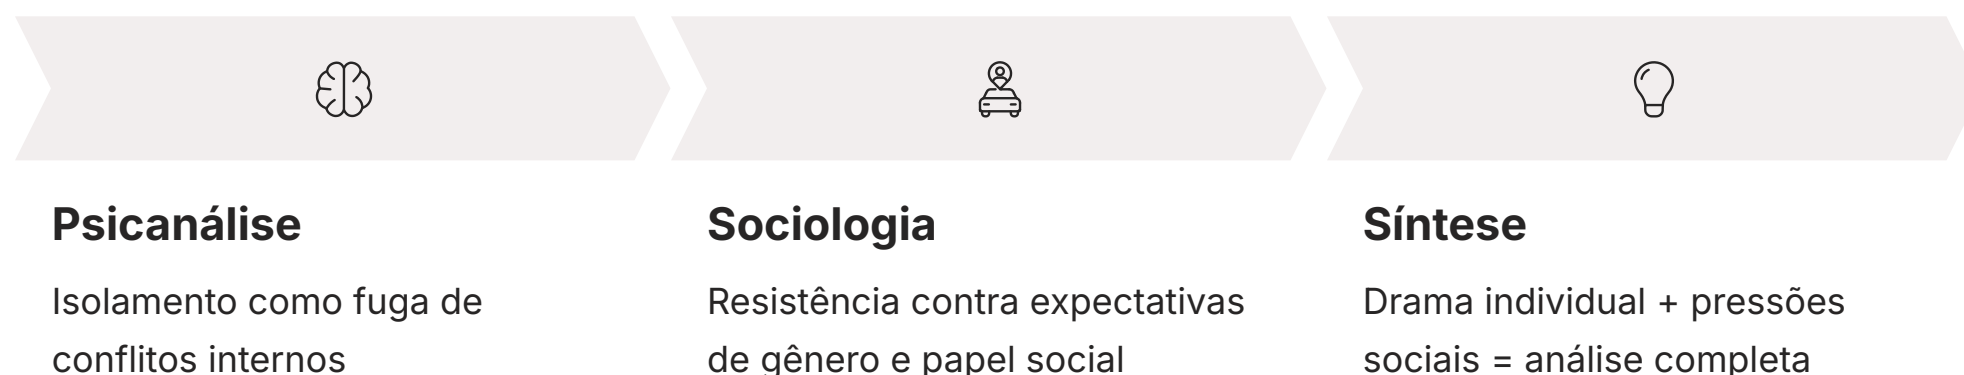 Psicanálise
Isolamento como fuga de
conflitos internos
Sociologia
Resistência contra expectativas
de gênero e papel social
Síntese
Drama individual + pressões
sociais = análise completa